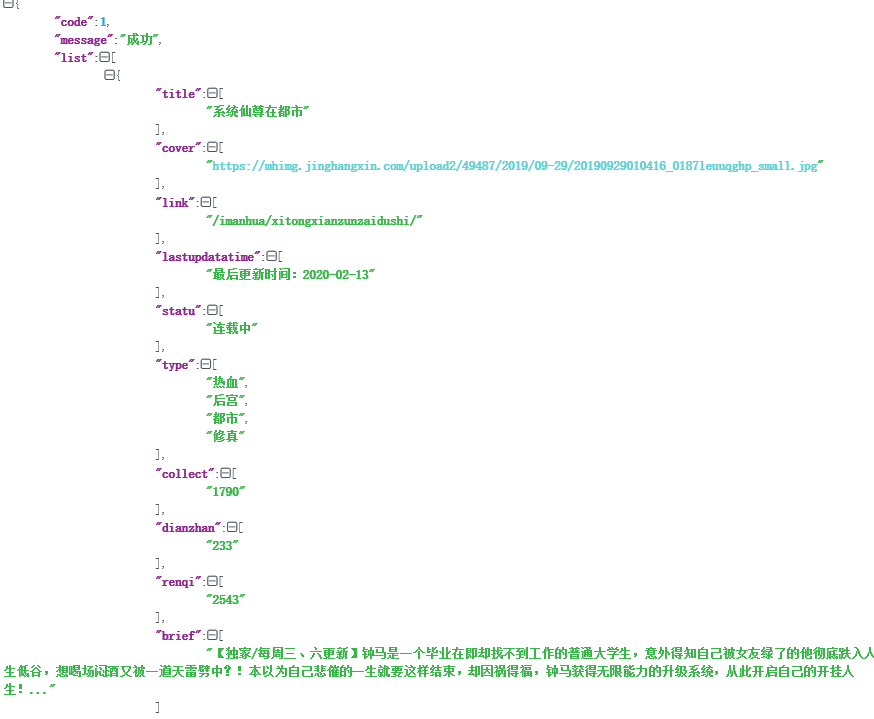 {
"code":1,
"message":"成功",
"list":[
{
"title":[
"系统仙尊在都市"
],
"cover":[
"https://mhimg.jinghangxin.com/upload2/49487/2019/09-29/20190929010416_0187leuuqghp_small.jpg"
],
"link":[
"/imanhua/xitongxianzunzaidushi/"
],
"lastupdatatime":[
"最后更新时间：2020-02-13"
],
"statu":[
"连载中"
],
"type":[
"热血",
"后宫",
"都市",
"修真"
],
"collect":[
"1790"
],
"dianzhan":[
"233"
],
"renqi":[
"2543"
],
"brief":[
"【独家/每周三、六更新】钟马是一个毕业在即却找不到工作的普通大学生，意外得知自己被女友绿了的他彻底跌入人
生低谷，想喝场闷酒又被一道天雷劈中？！本以为自己悲催的一生就要这样结束，却因祸得福，钟马获得无限能力的升级系统，从此开启自己的开挂人
生！..."
]